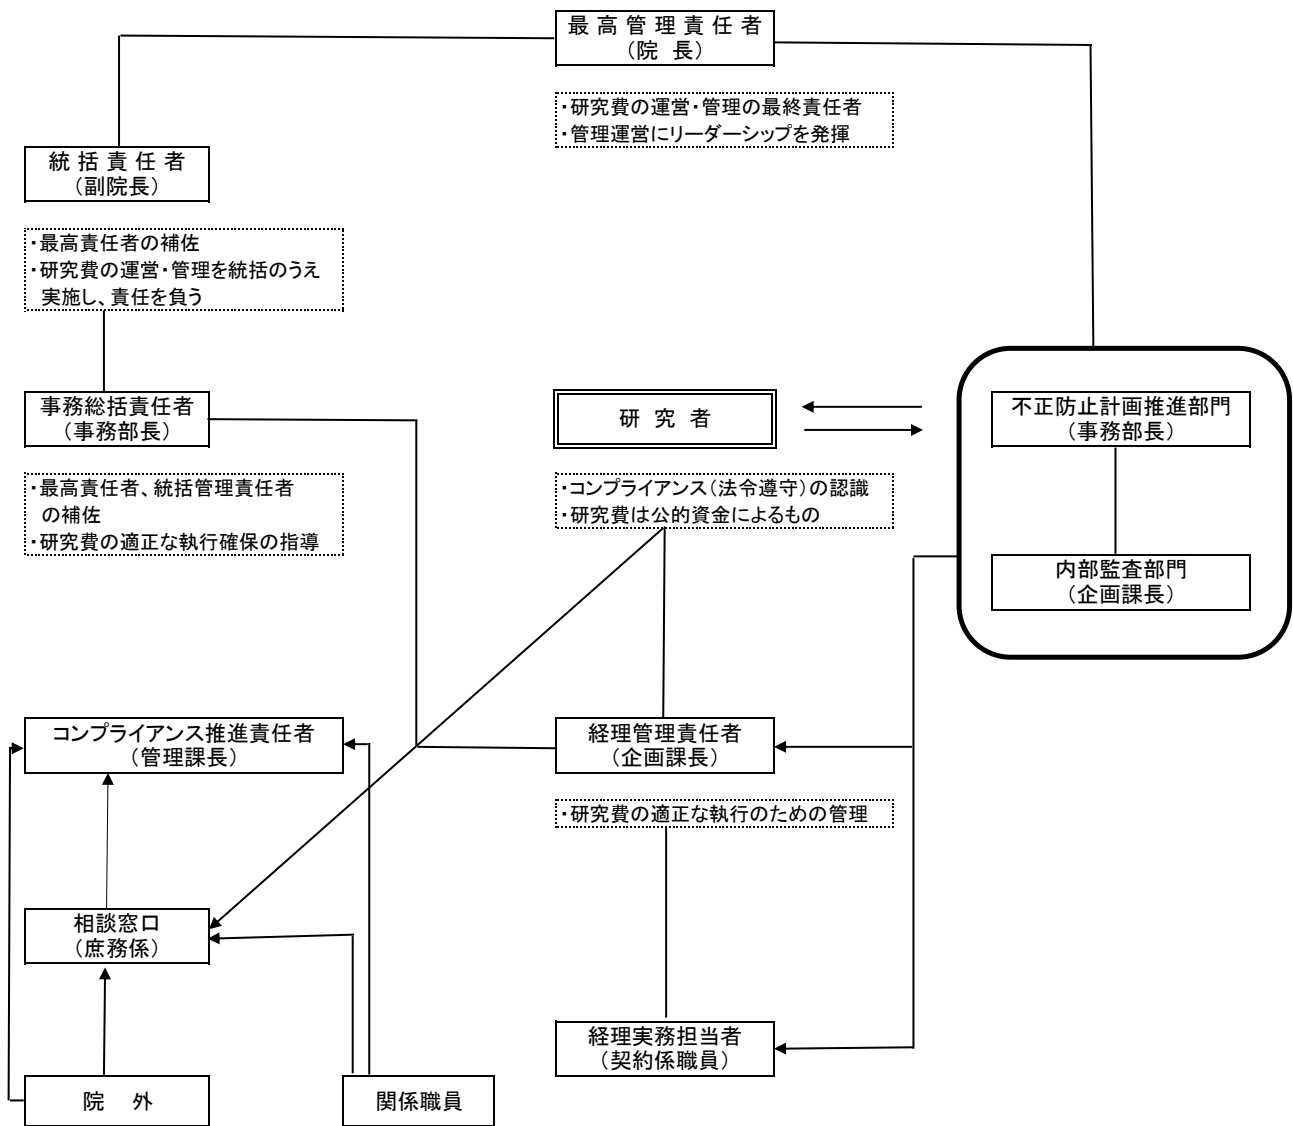 最 高 管 理 責 任 者
（院　長）
・研究費の運営・管理の最終責任者
・管理運営にリーダーシップを発揮
統 括 責 任 者
（副院長）
・最高責任者の補佐
・研究費の運営・管理を統括のうえ
実施し、責任を負う
事務総括責任者
（事務部長）
・最高責任者、統括管理責任者
の補佐
・研究費の適正な執行確保の指導
研　究　者
・コンプライアンス（法令遵守）の認識
・研究費は公的資金によるもの
不正防止計画推進部門
（事務部長）
内部監査部門
（企画課長）
コンプライアンス推進責任者
（管理課長）
経理管理責任者
（企画課長）
・研究費の適正な執行のための管理
相談窓口
（庶務係）
経理実務担当者
（契約係職員）
院　外
関係職員